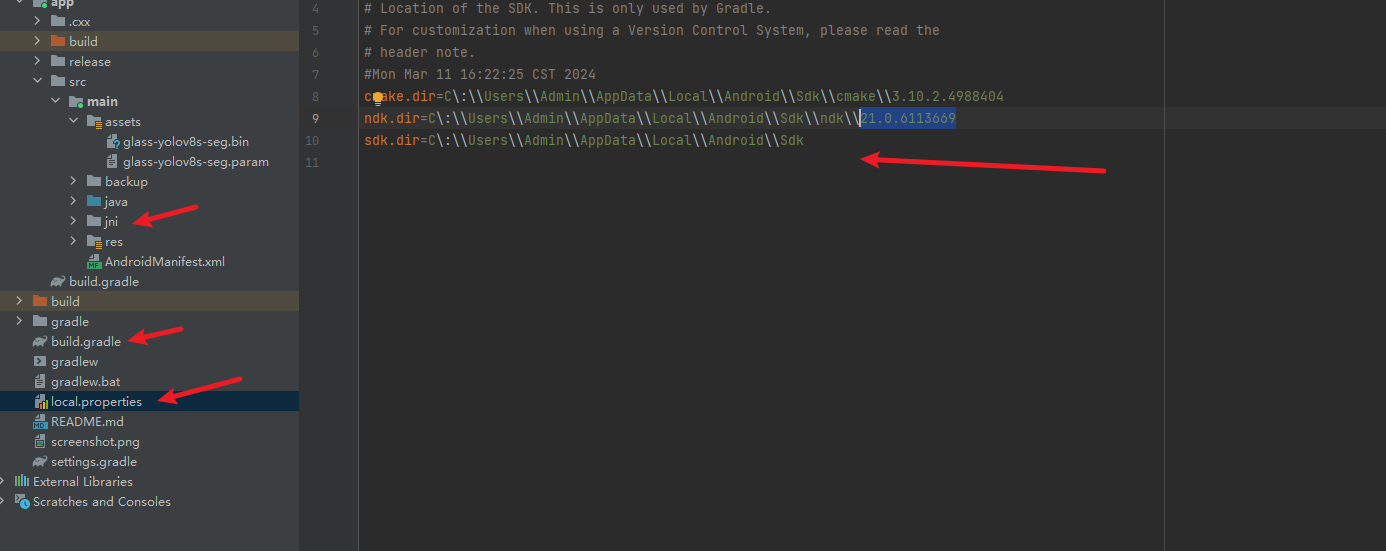 app
.cxx
build
release
src
main
assets
glass-yolov8s-seg.bin
glass-yolov8s-seg.param
backup
java
jni
res
AndroidManifest.xml
build.gradle
build
gradle
build.gradle
gradlew
gradlew.bat
local.properties
README.md
screenshot.png
settings.gradle
External Libraries
Scratches and Consoles
4 # Location of the SDK. This is only used by Gradle.
5 # For customization when using a Version Control System, please read the
6 # header note.
7 #Mon Mar 11 16:22:25 CST 2024
8 cmake.dir=C\:\\Users\\Admin\\AppData\\Local\\Android\\Sdk\\cmake\\3.10.2.4988404
9 ndk.dir=C\:\\Users\\Admin\\AppData\\Local\\Android\\Sdk\\ndk\\21.0.6113669
10 sdk.dir=C\:\\Users\\Admin\\AppData\\Local\\Android\\Sdk
11